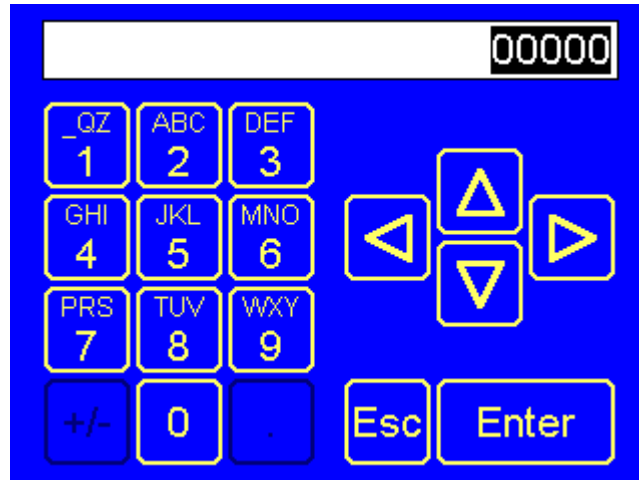 00000
_QZ ABC DEF
1 2 3
GHI JKL MNO
4 5 6
PRS TUV WXY
7 8 9
+/- 0 . Esc Enter